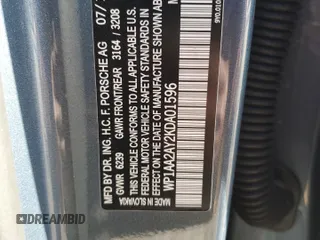 MFD BY DR. ING. H.C. F. PORSCHE AG 07/
GVWR 6239 GAWR FRONT/REAR 3164 / 3208
THIS VEHICLE CONFORMS TO ALL APPLICABLE U.S.
FEDERAL MOTOR VEHICLE SAFETY STANDARDS IN
EFFECT ON THE DATE OF MANUFACTURE SHOWN ABOVE
WP1AA2AY2KDA01596
MADE IN SLOVAKIA
DREAMBID